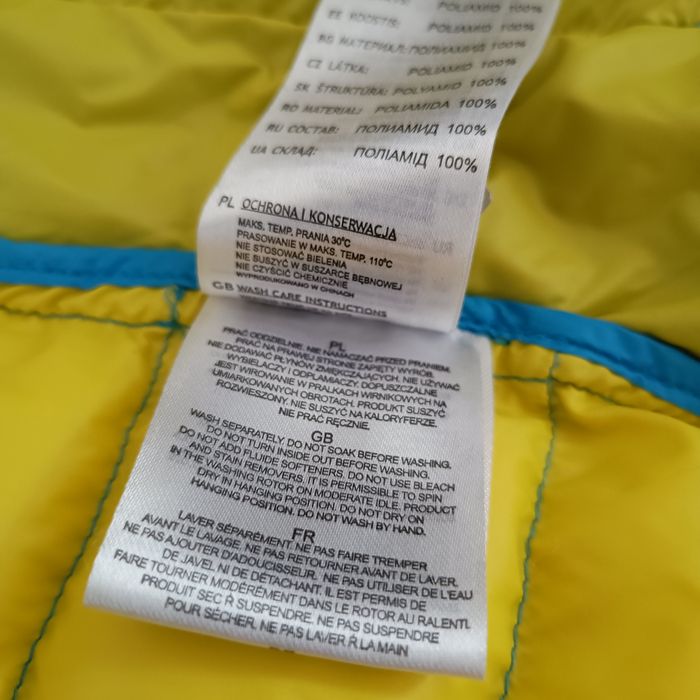 POLIAMIID 100%
EE KOOSTIS: POLÜAMIID 100%
BG МАТЕРИАЛ: ПОЛИАМИД 100%
CZ LÁTKA: POLIAMID 100%
SK ŠTRUKTÚRA: POLYAMID 100%
RO MATERIAL: POLIAMIDA 100%
RU СОСТАВ: ПОЛИАМИД 100%
UA СКЛАД: ПОЛІАМІД 100%
PL OCHRONA I KONSERWACJA
MAKS. TEMP. PRANIA 30°C
PRASOWANIE W MAKS. TEMP. 110°C
NIE STOSOWAĆ BIELENIA
NIE SUSZYĆ W SUSZARCE BĘBNOWEJ
NIE CZYŚCIĆ CHEMICZNIE
WYPRODUKOWANO W CHINACH
GB WASH CARE INSTRUCTIONS
PL
PRAĆ ODDZIELNIE. NIE NAMACZAĆ PRZED PRANIEM.
PRAĆ NA PRAWEJ STRONE ZAPIĘTY WYRÓB.
NIE DODAWAĆ PŁYNÓW ZMIĘKCZAJĄCYCH. NIE UŻYWAĆ
WYBIELACZY I ODPLAMIACZY. DOPUSZCZALNE
JEST WIROWANIE W PRALKACH WIRNIKOWYCH NA
UMIARKOWANYCH OBROTACH. PRODUKT SUSZYĆ
ROZWIESZONY. NIE SUSZYĆ NA KALORYFERZE.
NIE PRAĆ RĘCZNIE.
GB
WASH SEPARATELY. DO NOT SOAK BEFORE WASHING.
DO NOT TURN INSIDE OUT BEFORE WASHING.
DO NOT ADD FLUIDE SOFTENERS. DO NOT USE BLEACH
AND STAIN REMOVERS. IT IS PERMISSIBLE TO SPIN
IN THE WASHING ROTOR ON MODERATE IDLE. PRODUCT
DRY IN HANGING POSITION. DO NOT DRY ON
HANGING POSITION. DO NOT WASH BY HAND.
FR
LAVER SÉPARÉMENT. NE PAS FAIRE TREMPER
AVANT LE LAVAGE. NE PAS RETOURNER AVANT DE LAVER.
NE PAS AJOUTER D'ADOUCISSEUR. NE PAS UTILISER DE L'EAU
DE JAVEL NI DE DÉTACHANT. IL EST PERMIS DE
FAIRE TOURNER MODÉRÉMENT DANS LE ROTOR AU RALENTI.
PRODUIT SEC Ŕ SUSPENDRE. NE PAS SUSPENDRE
POUR SÉCHER. NE PAS LAVER Ŕ LA MAIN